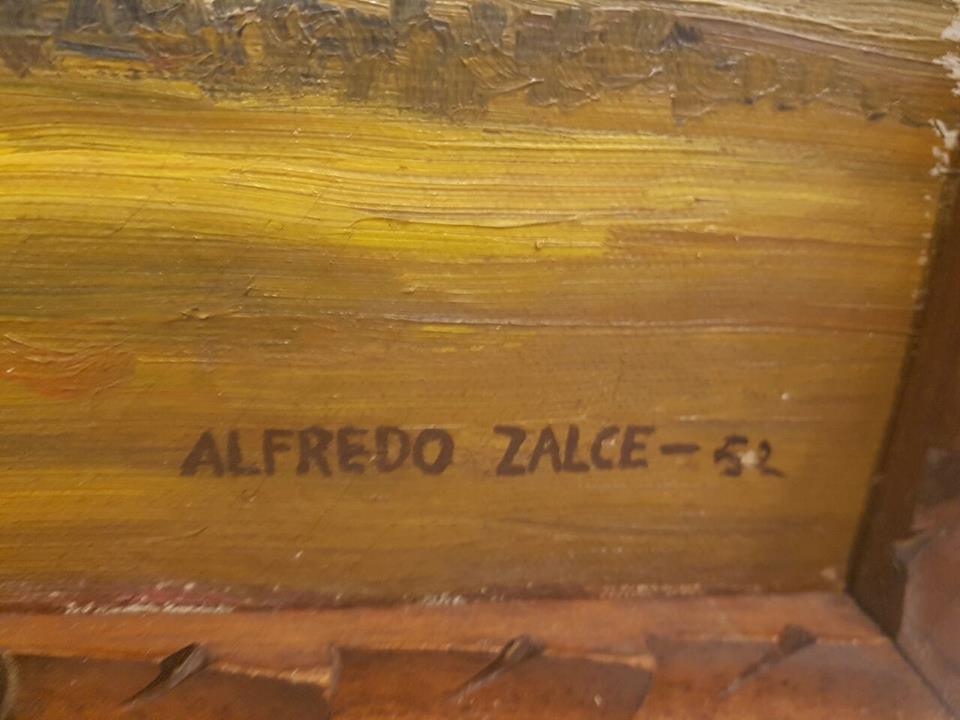 ALFREDO ZALCE - 52